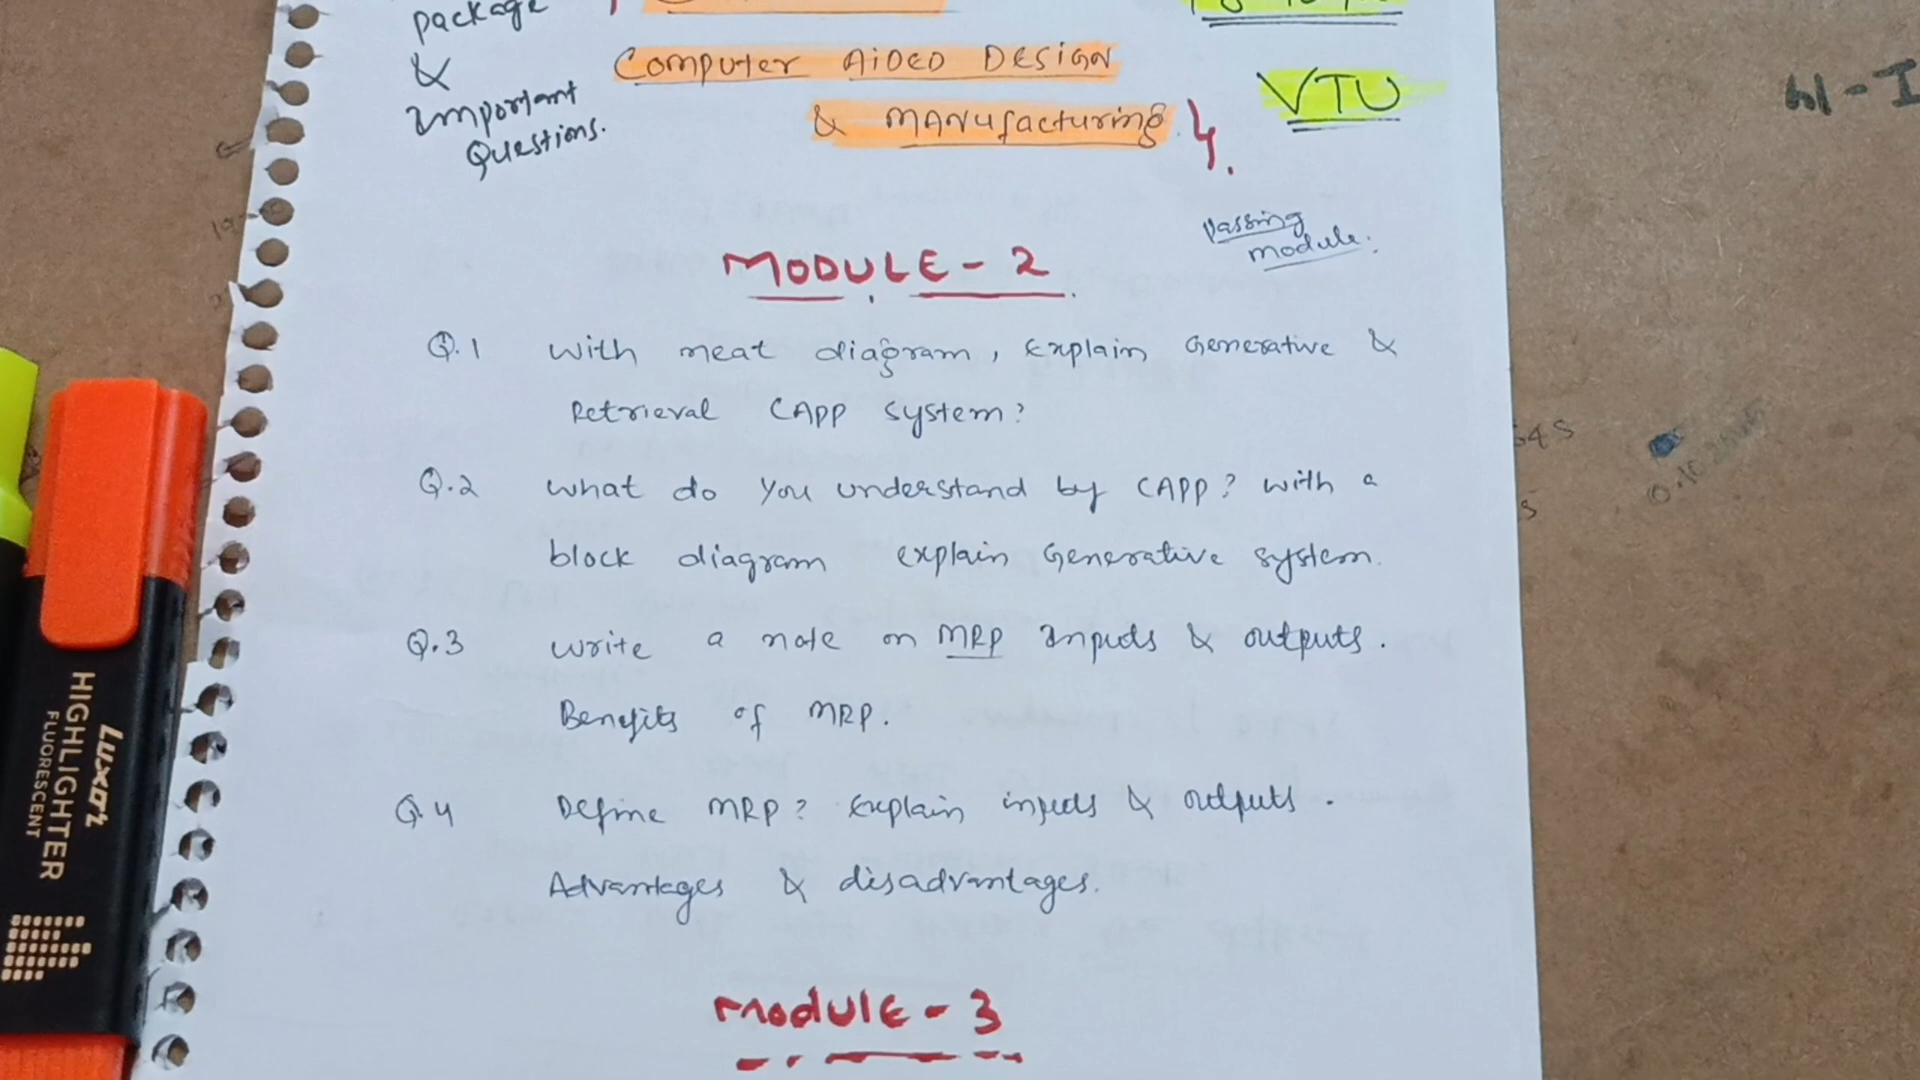 package
&
Important
Questions.
Computer Aided Design
& Manufacturing
VTU
Passing
module.
MODULE - 2
Q.1 With neat diagram, explain Generative &
Retrieval CAPP system?
Q.2 What do you understand by CAPP? With a
block diagram explain Generative system.
Q.3 Write a note on MRP Inputs & outputs.
Benefits of MRP.
Q.4 Define MRP? Explain inputs & outputs.
Advantages & disadvantages.
Module - 3
Luxor
HIGHLIGHTER
FLUORESCENT